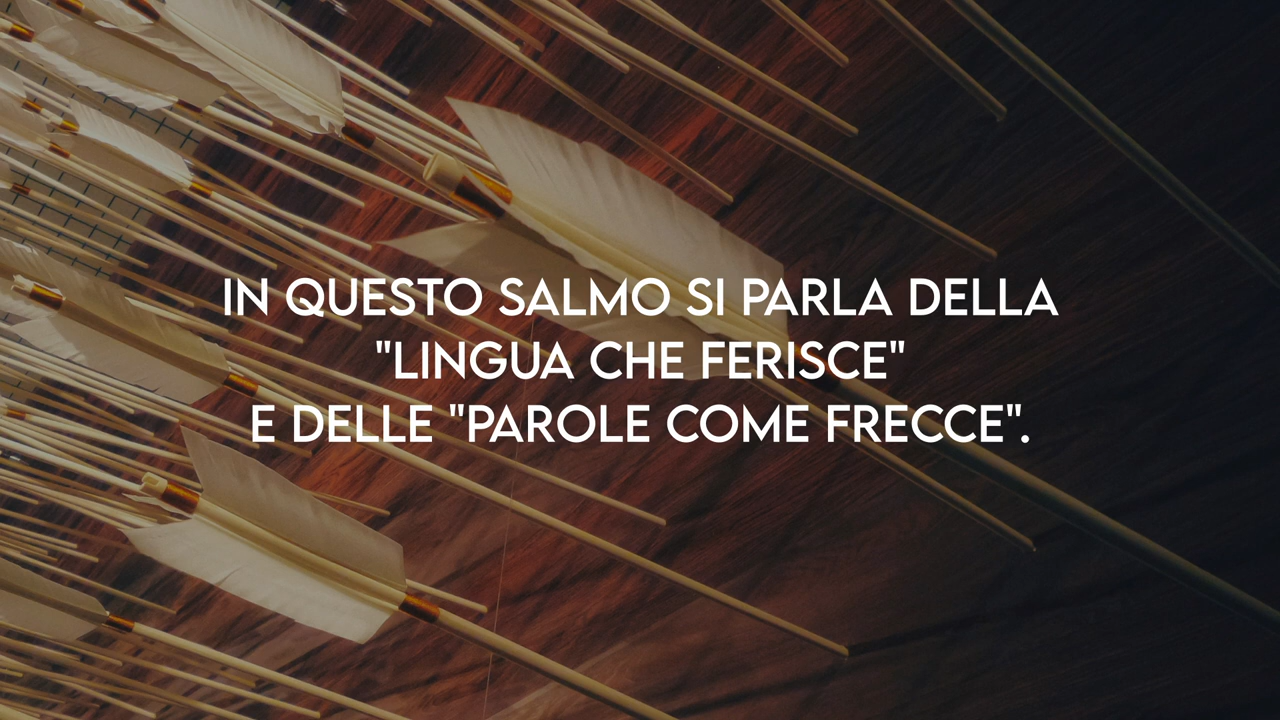 IN QUESTO SALMO SI PARLA DELLA
"LINGUA CHE FERISCE"
E DELLE "PAROLE COME FRECCE".